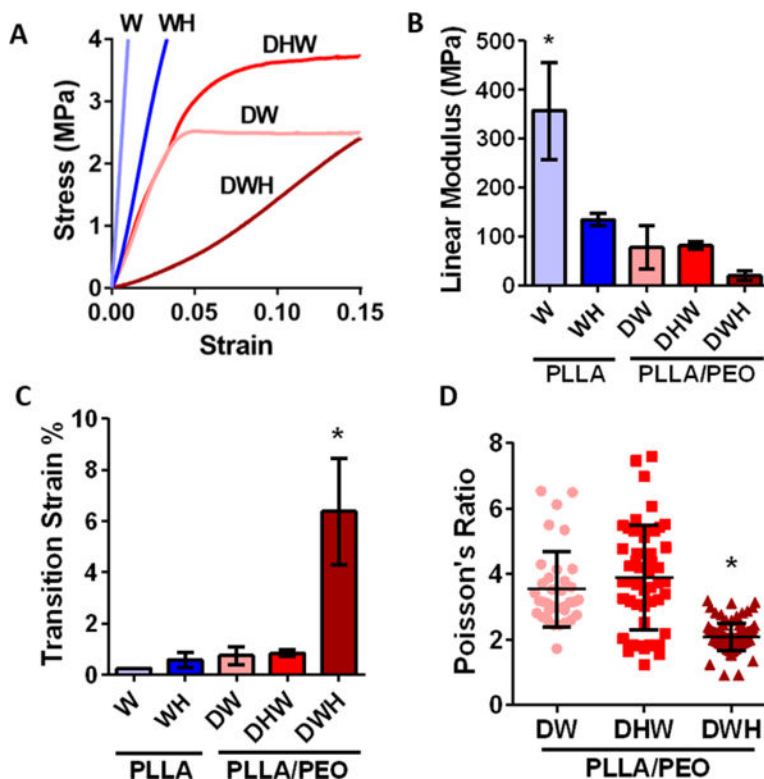 A
W WH
DHW
DW
DWH
Stress (MPa)
4
3
2
1
0
0.00 0.05 0.10 0.15
Strain
B
Linear Modulus (MPa)
500
400
300
200
100
0
*
W WH DW DHW DWH
PLLA PLLA/PEO
C
Transition Strain %
10
8
6
4
2
0
*
W WH DW DHW DWH
PLLA PLLA/PEO
D
Poisson's Ratio
8
6
4
2
0
*
DW DHW DWH
PLLA/PEO